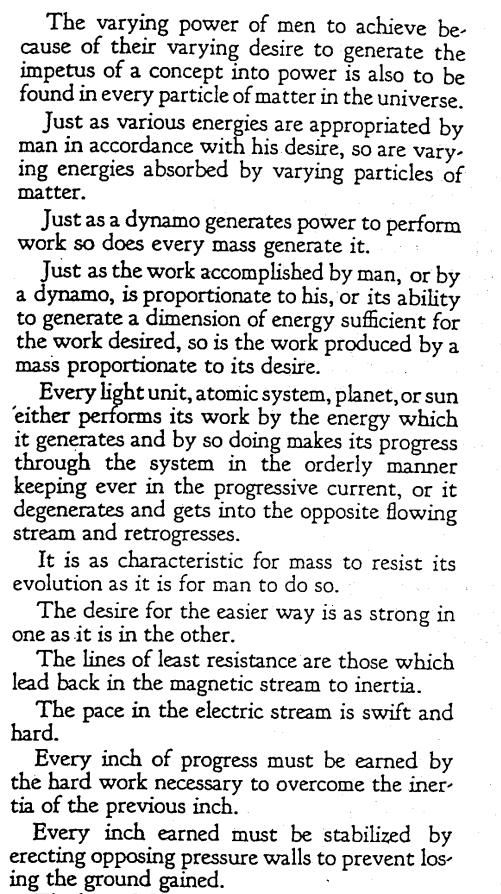 The varying power of men to achieve be-
cause of their varying desire to generate the
impetus of a concept into power is also to be
found in every particle of matter in the universe.
Just as various energies are appropriated by
man in accordance with his desire, so are vary-
ing energies absorbed by varying particles of
matter.
Just as a dynamo generates power to perform
work so does every mass generate it.
Just as the work accomplished by man, or by
a dynamo, is proportionate to his, or its ability
to generate a dimension of energy sufficient for
the work desired, so is the work produced by a
mass proportionate to its desire.
Every light unit, atomic system, planet, or sun
either performs its work by the energy which
it generates and by so doing makes its progress
through the system in the orderly manner
keeping ever in the progressive current, or it
degenerates and gets into the opposite flowing
stream and retrogresses.
It is as characteristic for mass to resist its
evolution as it is for man to do so.
The desire for the easier way is as strong in
one as it is in the other.
The lines of least resistance are those which
lead back in the magnetic stream to inertia.
The pace in the electric stream is swift and
hard.
Every inch of progress must be earned by
the hard work necessary to overcome the iner-
tia of the previous inch.
Every inch earned must be stabilized by
erecting opposing pressure walls to prevent los-
ing the ground gained.